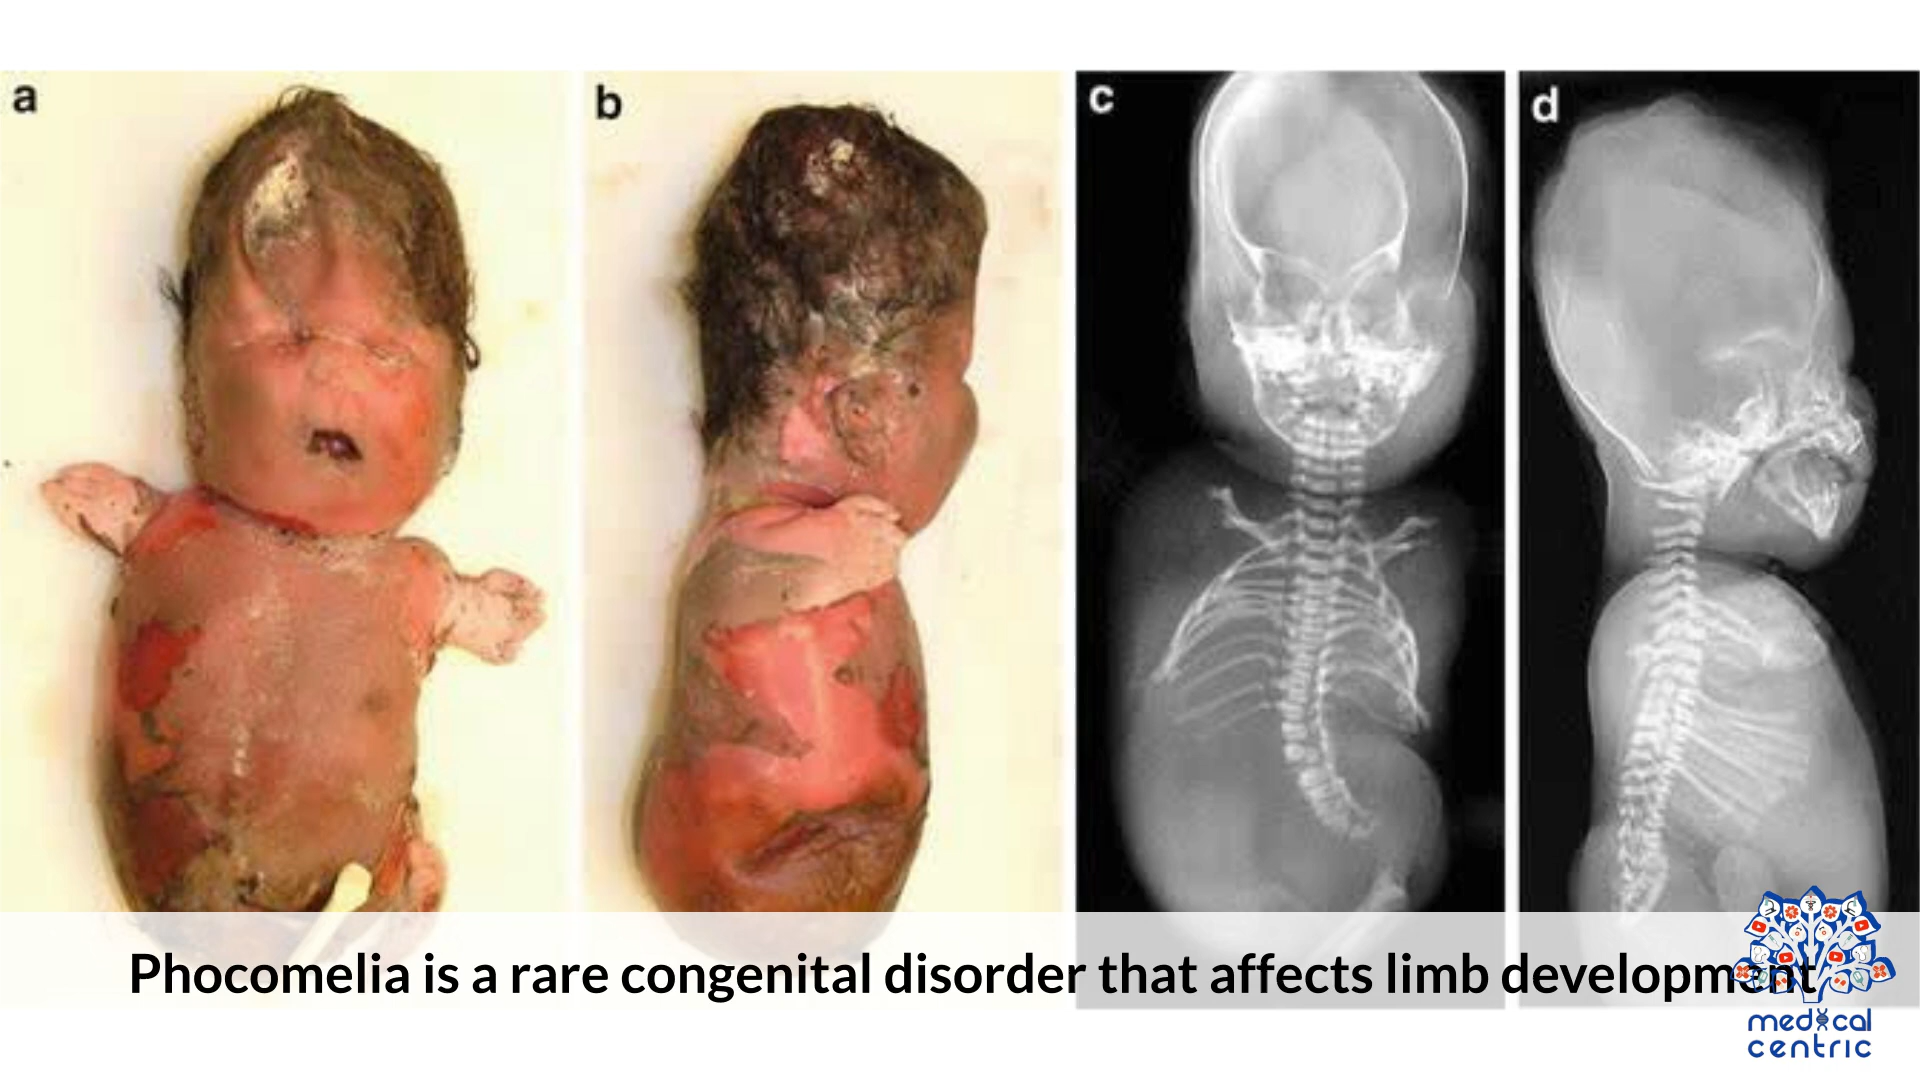 a
b
c
d
Phocomelia is a rare congenital disorder that affects limb development
medical
centric